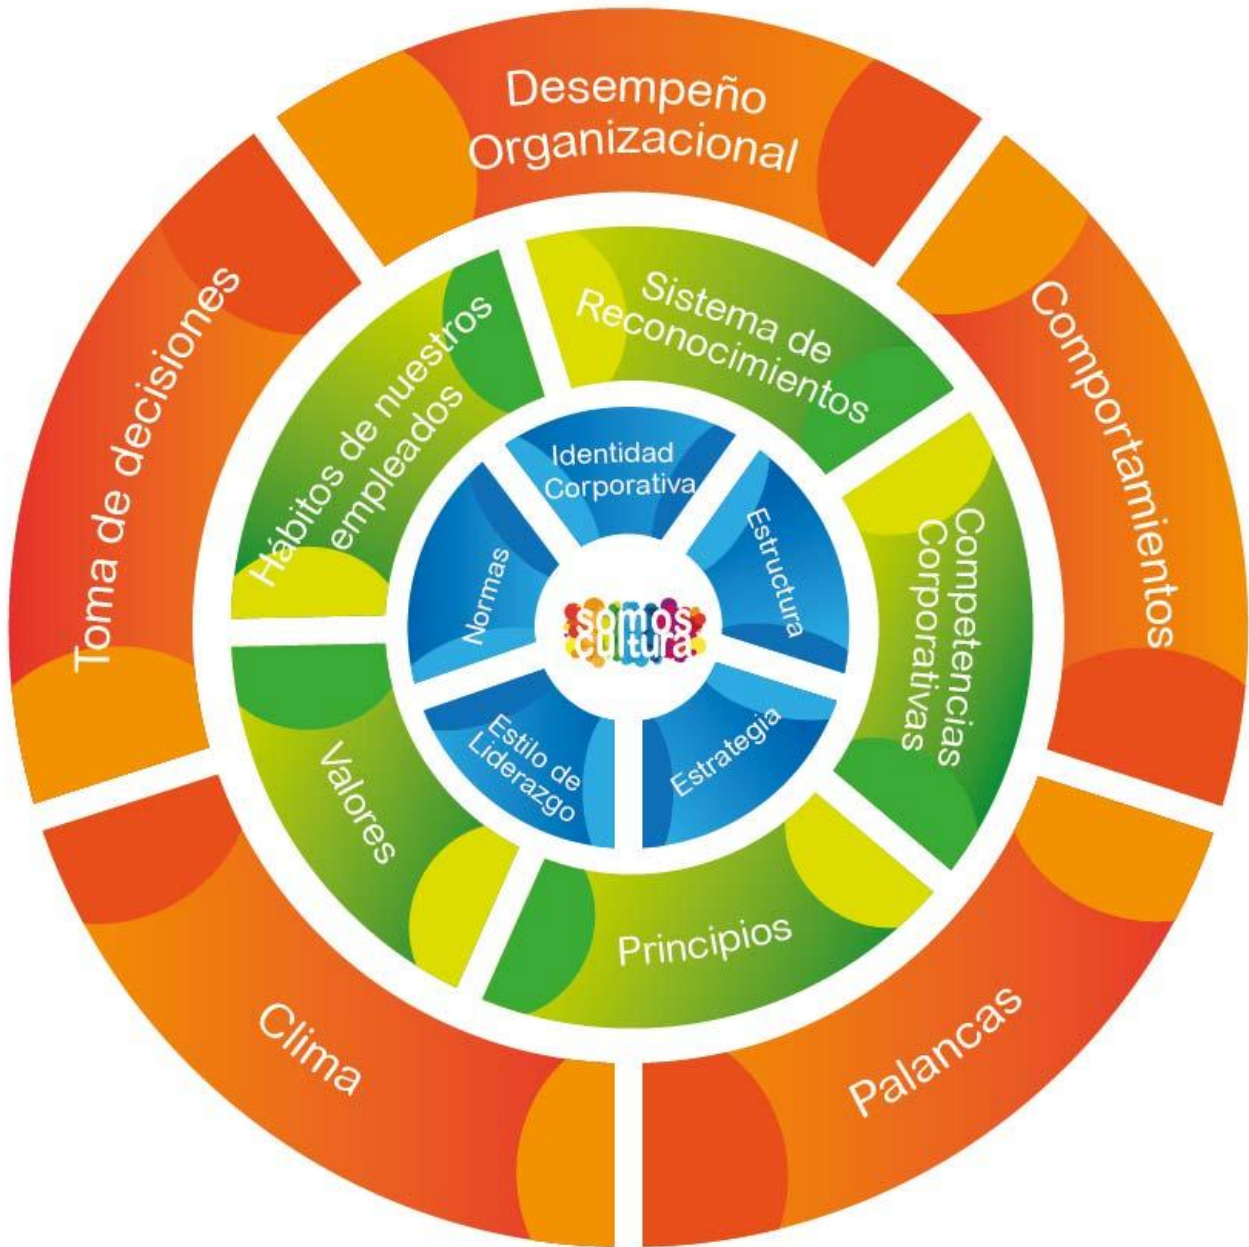 Desempeño
Organizacional
Comportamientos
Palancas
Clima
Toma de decisiones
Sistema de
Reconocimientos
Competencias
Corporativas
Principios
Valores
Hábitos de nuestros
empleados
Identidad
Corporativa
Estructura
Estrategia
Estilo de
Liderazgo
Normas
somos
cultura